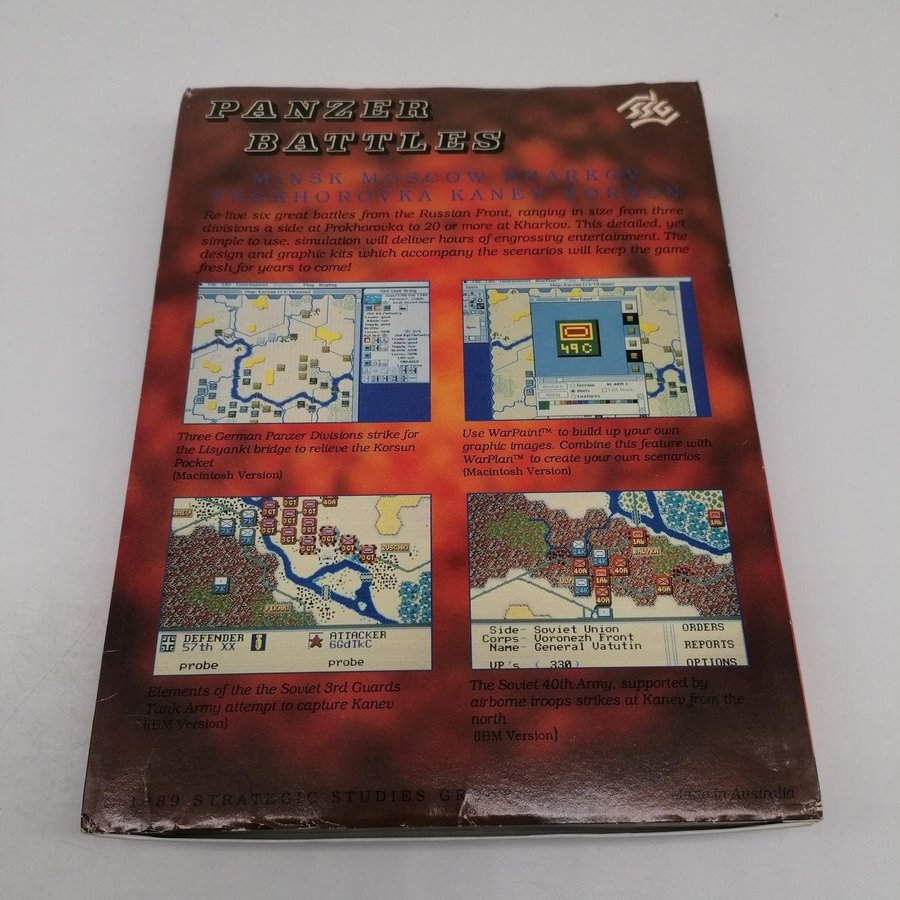 PANZER
BATTLES
SSG
MINSK MOSCOW KHARKOV
PROKHOROVKA KANEV KORSUN
Re-live six great battles from the Russian Front, ranging in size from three
divisions a side at Prokhorovka to 20 or more at Kharkov. This detailed, yet
simple to use, simulation will deliver hours of engrossing entertainment. The
design and graphic kits which accompany the scenarios will keep the game
fresh for years to come!
WarPaint
49C
Three German Panzer Divisions strike for
the Lisyanki bridge to relieve the Korsun
Pocket
(Macintosh Version)
Use WarPaint™ to build up your own
graphic images. Combine this feature with
WarPlan™ to create your own scenarios
(Macintosh Version)
PEKARI
DEFENDER
57th XX
probe
ATTACKER
6GdTkC
probe
Side- Soviet Union
Corps- Voronezh Front
Name- General Vatutin
VP's ( 330)
ORDERS
REPORTS
OPTIONS
Elements of the the Soviet 3rd Guards
Tank Army attempt to capture Kanev
(IBM Version)
The Soviet 40th Army, supported by
airborne troops strikes at Kanev from the
north
(IBM Version)
1989 STRATEGIC STUDIES GROUP
Made in Australia